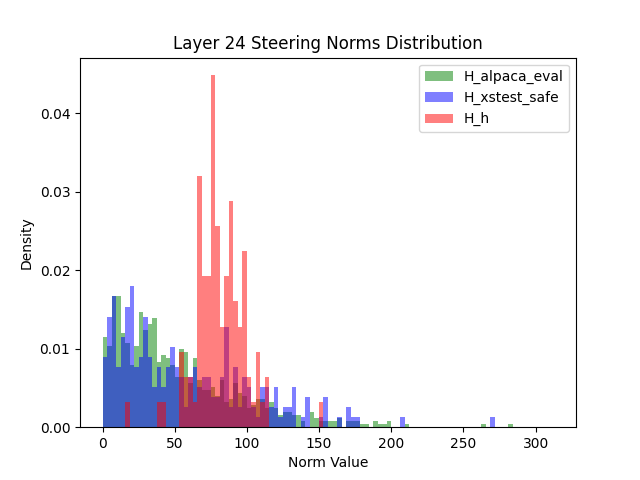 Layer 24 Steering Norms Distribution
H_alpaca_eval
H_xstest_safe
H_h
Density
0.04
0.03
0.02
0.01
0.00
0 50 100 150 200 250 300
Norm Value